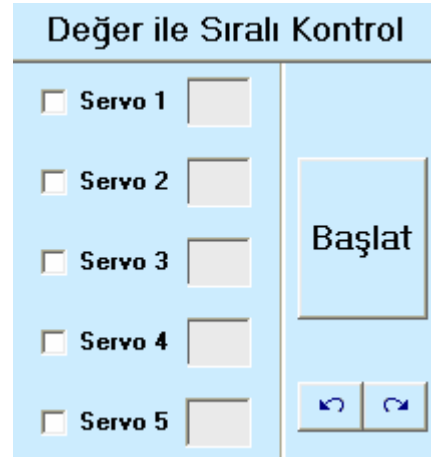 Değer ile Sıralı Kontrol
Servo 1
Servo 2
Servo 3
Servo 4
Servo 5
Başlat